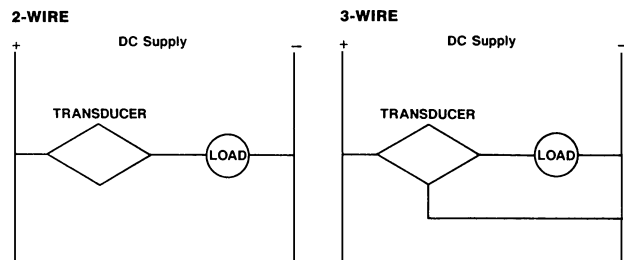 2-WIRE
+ DC Supply –
TRANSDUCER
LOAD
3-WIRE
+ DC Supply –
TRANSDUCER
LOAD